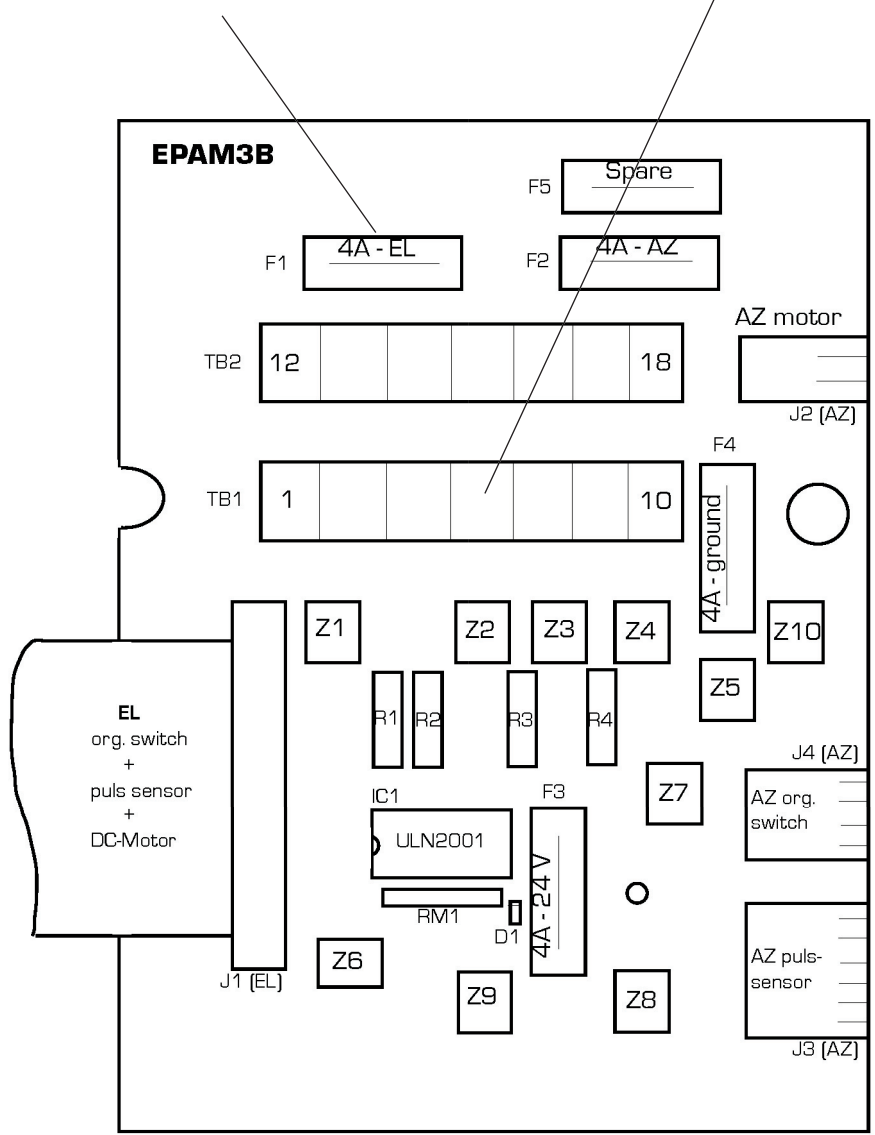 EPAM3B
F5
Spare
F1
4A - EL
F2
4A - AZ
AZ motor
TB2
12
18
J2 (AZ)
F4
TB1
1
10
4A - ground
Z1
Z2
Z3
Z4
Z10
Z5
EL
org. switch
+
puls sensor
+
DC-Motor
R1
R2
R3
R4
J4 (AZ)
AZ org.
switch
Z7
IC1
ULN2001
F3
4A - 24 V
RM1
D1
Z6
J1 (EL)
Z9
Z8
AZ puls-
sensor
J3 (AZ)